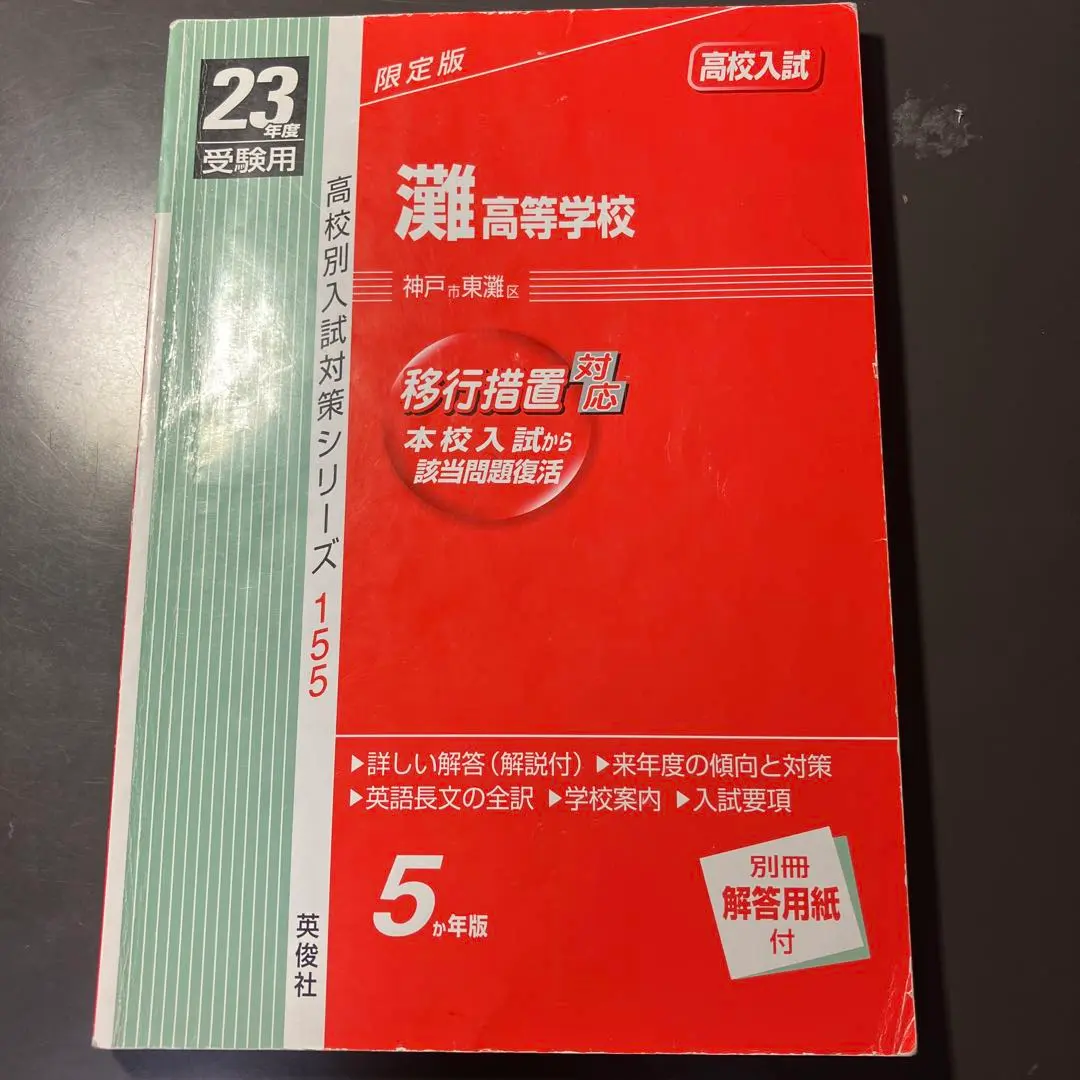 23年度
受験用
限定版
高校入試
灘高等学校
神戸市東灘区
移行措置対応
本校入試から
該当問題復活
高校別入試対策シリーズ155
▶詳しい解答(解説付) ▶来年度の傾向と対策
▶英語長文の全訳 ▶学校案内 ▶入試要項
5か年版
別冊
解答用紙
付
英俊社